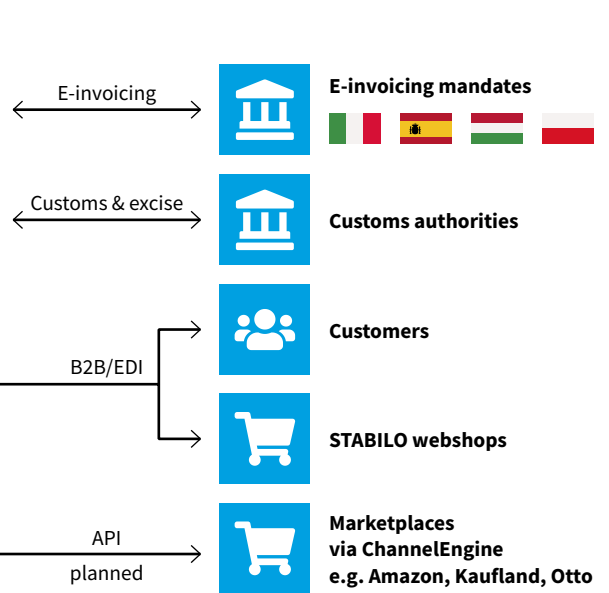 E-invoicing
E-invoicing mandates
Customs & excise
Customs authorities
Customers
B2B/EDI
STABILO webshops
API
planned
Marketplaces
via ChannelEngine
e.g. Amazon, Kaufland, Otto